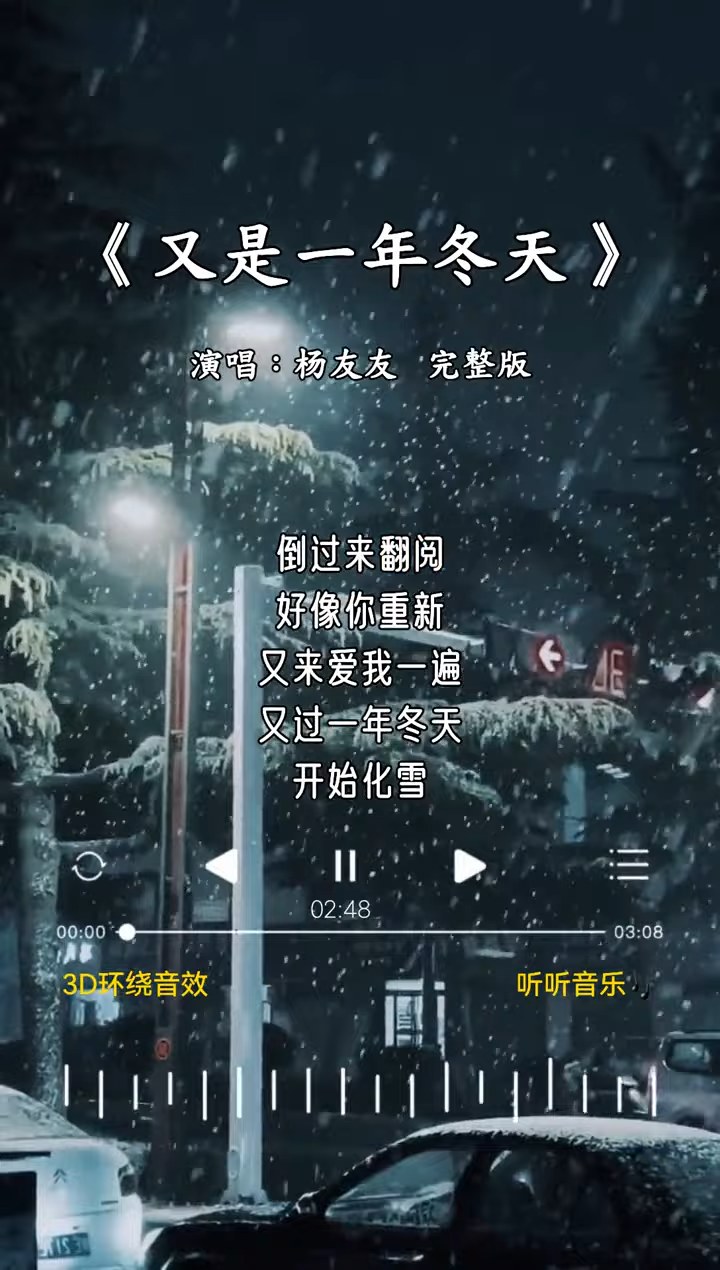 《又是一年冬天》
演唱：杨友友 完整版
倒过来翻阅
好像你重新
又来爱我一遍
又过一年冬天
开始化雪
02:48
00:00 03:08
3D环绕音效 听听音乐🎶